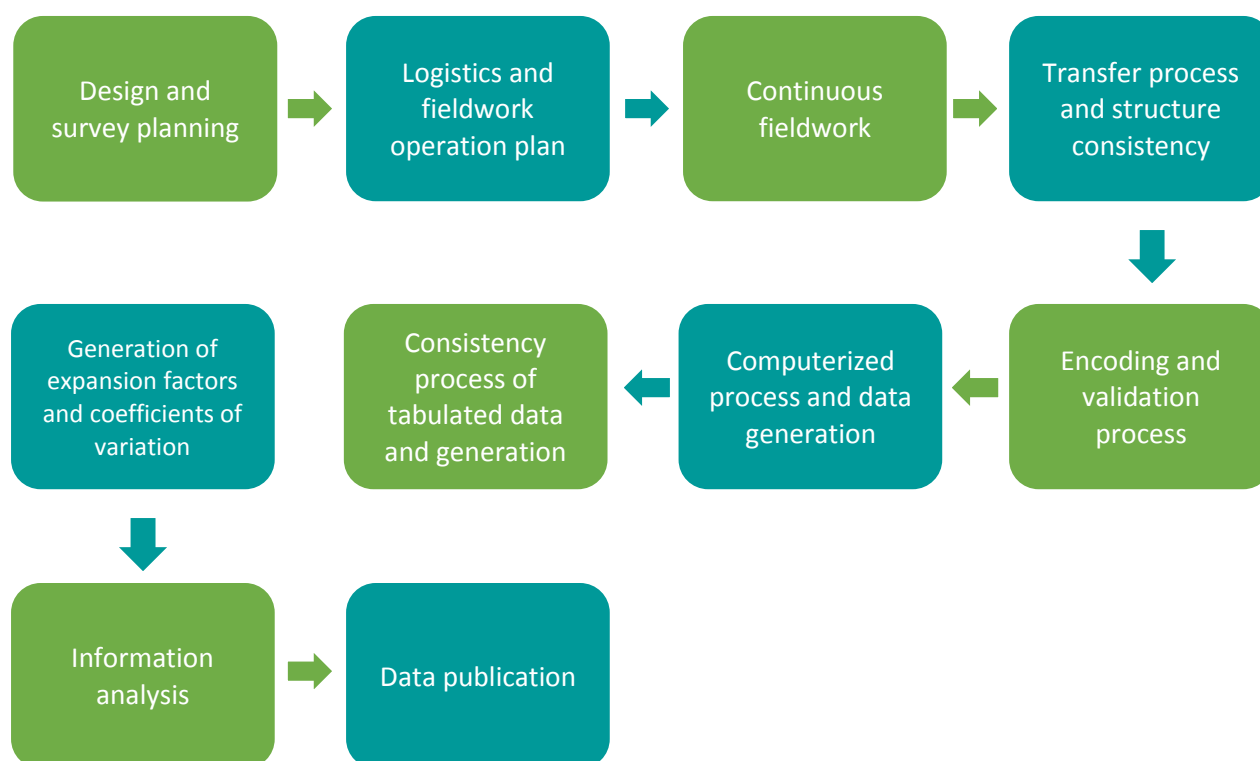 Design and
survey planning
Logistics and
fieldwork
operation plan
Continuous
fieldwork
Transfer process
and structure
consistency
Encoding and
validation
process
Computerized
process and data
generation
Consistency
process of
tabulated data
and generation
Generation of
expansion factors
and coefficients of
variation
Information
analysis
Data publication